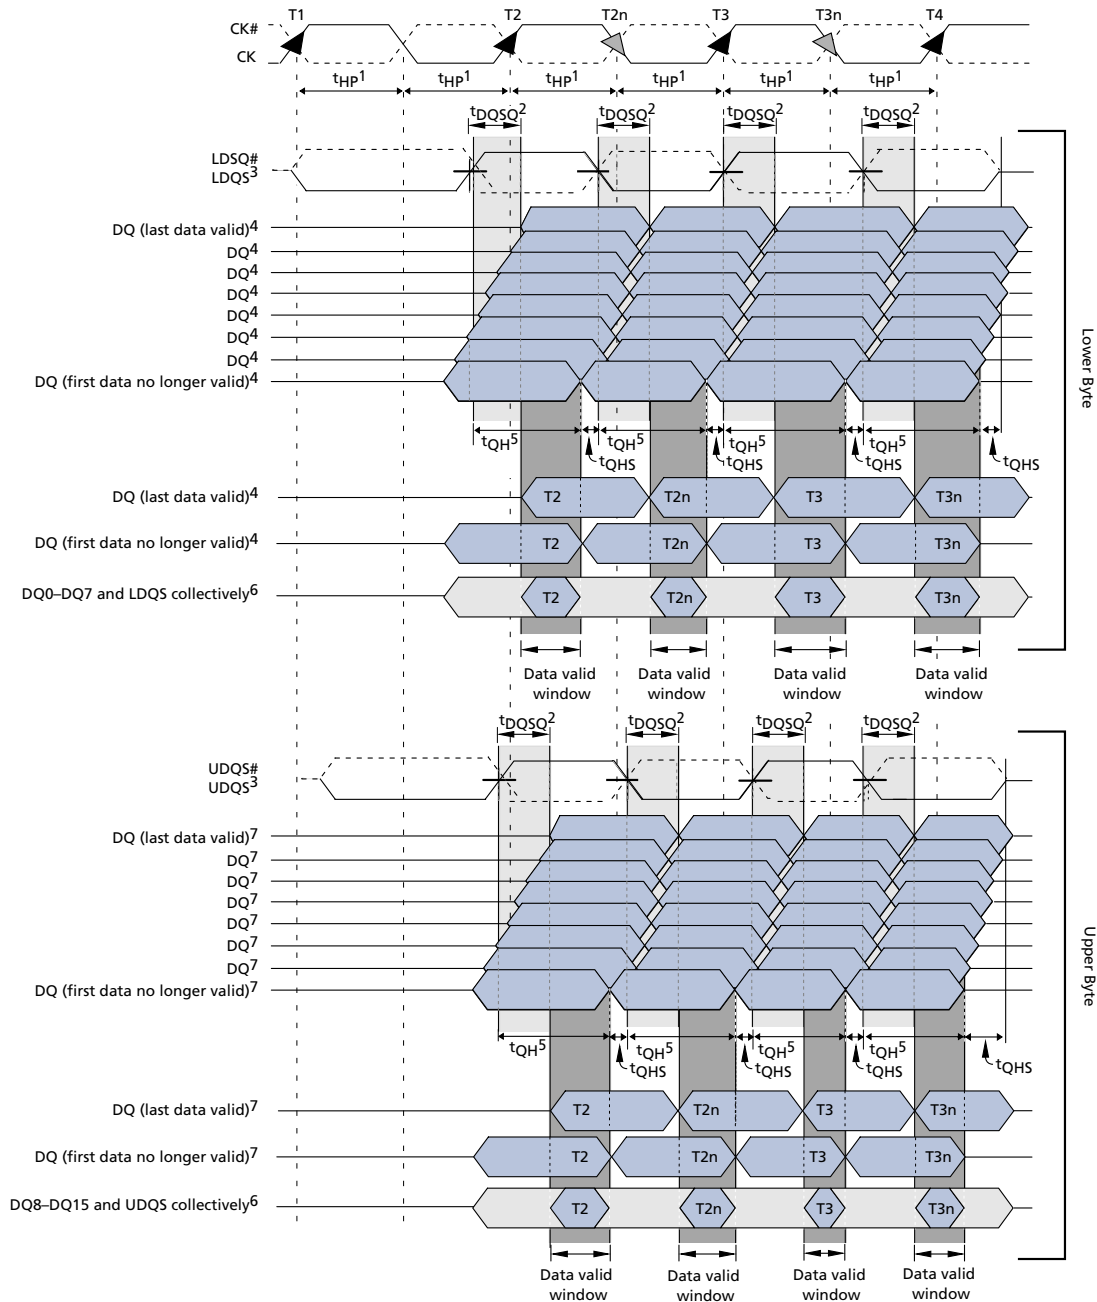 T1 T2 T2n T3 T3n T4
CK#
CK
tHP1 tHP1 tHP1 tHP1 tHP1 tHP1
tDQSQ2 tDQSQ2 tDQSQ2 tDQSQ2
LDSQ#
LDQS3
DQ (last data valid)4
DQ4
DQ4
DQ4
DQ4
DQ4
DQ4
DQ (first data no longer valid)4
Lower Byte
tQH5 tQH5 tQH5 tQH5
tQHS tQHS tQHS tQHS
DQ (last data valid)4 T2 T2n T3 T3n
DQ (first data no longer valid)4 T2 T2n T3 T3n
DQ0–DQ7 and LDQS collectively6 T2 T2n T3 T3n
Data valid Data valid Data valid Data valid
window window window window
tDQSQ2 tDQSQ2 tDQSQ2 tDQSQ2
UDQS#
UDQS3
DQ (last data valid)7
DQ7
DQ7
DQ7
DQ7
DQ7
DQ7
DQ (first data no longer valid)7
Upper Byte
tQH5 tQH5 tQH5 tQH5
tQHS tQHS tQHS tQHS
DQ (last data valid)7 T2 T2n T3 T3n
DQ (first data no longer valid)7 T2 T2n T3 T3n
DQ8–DQ15 and UDQS collectively6 T2 T2n T3 T3n
Data valid Data valid Data valid Data valid
window window window window